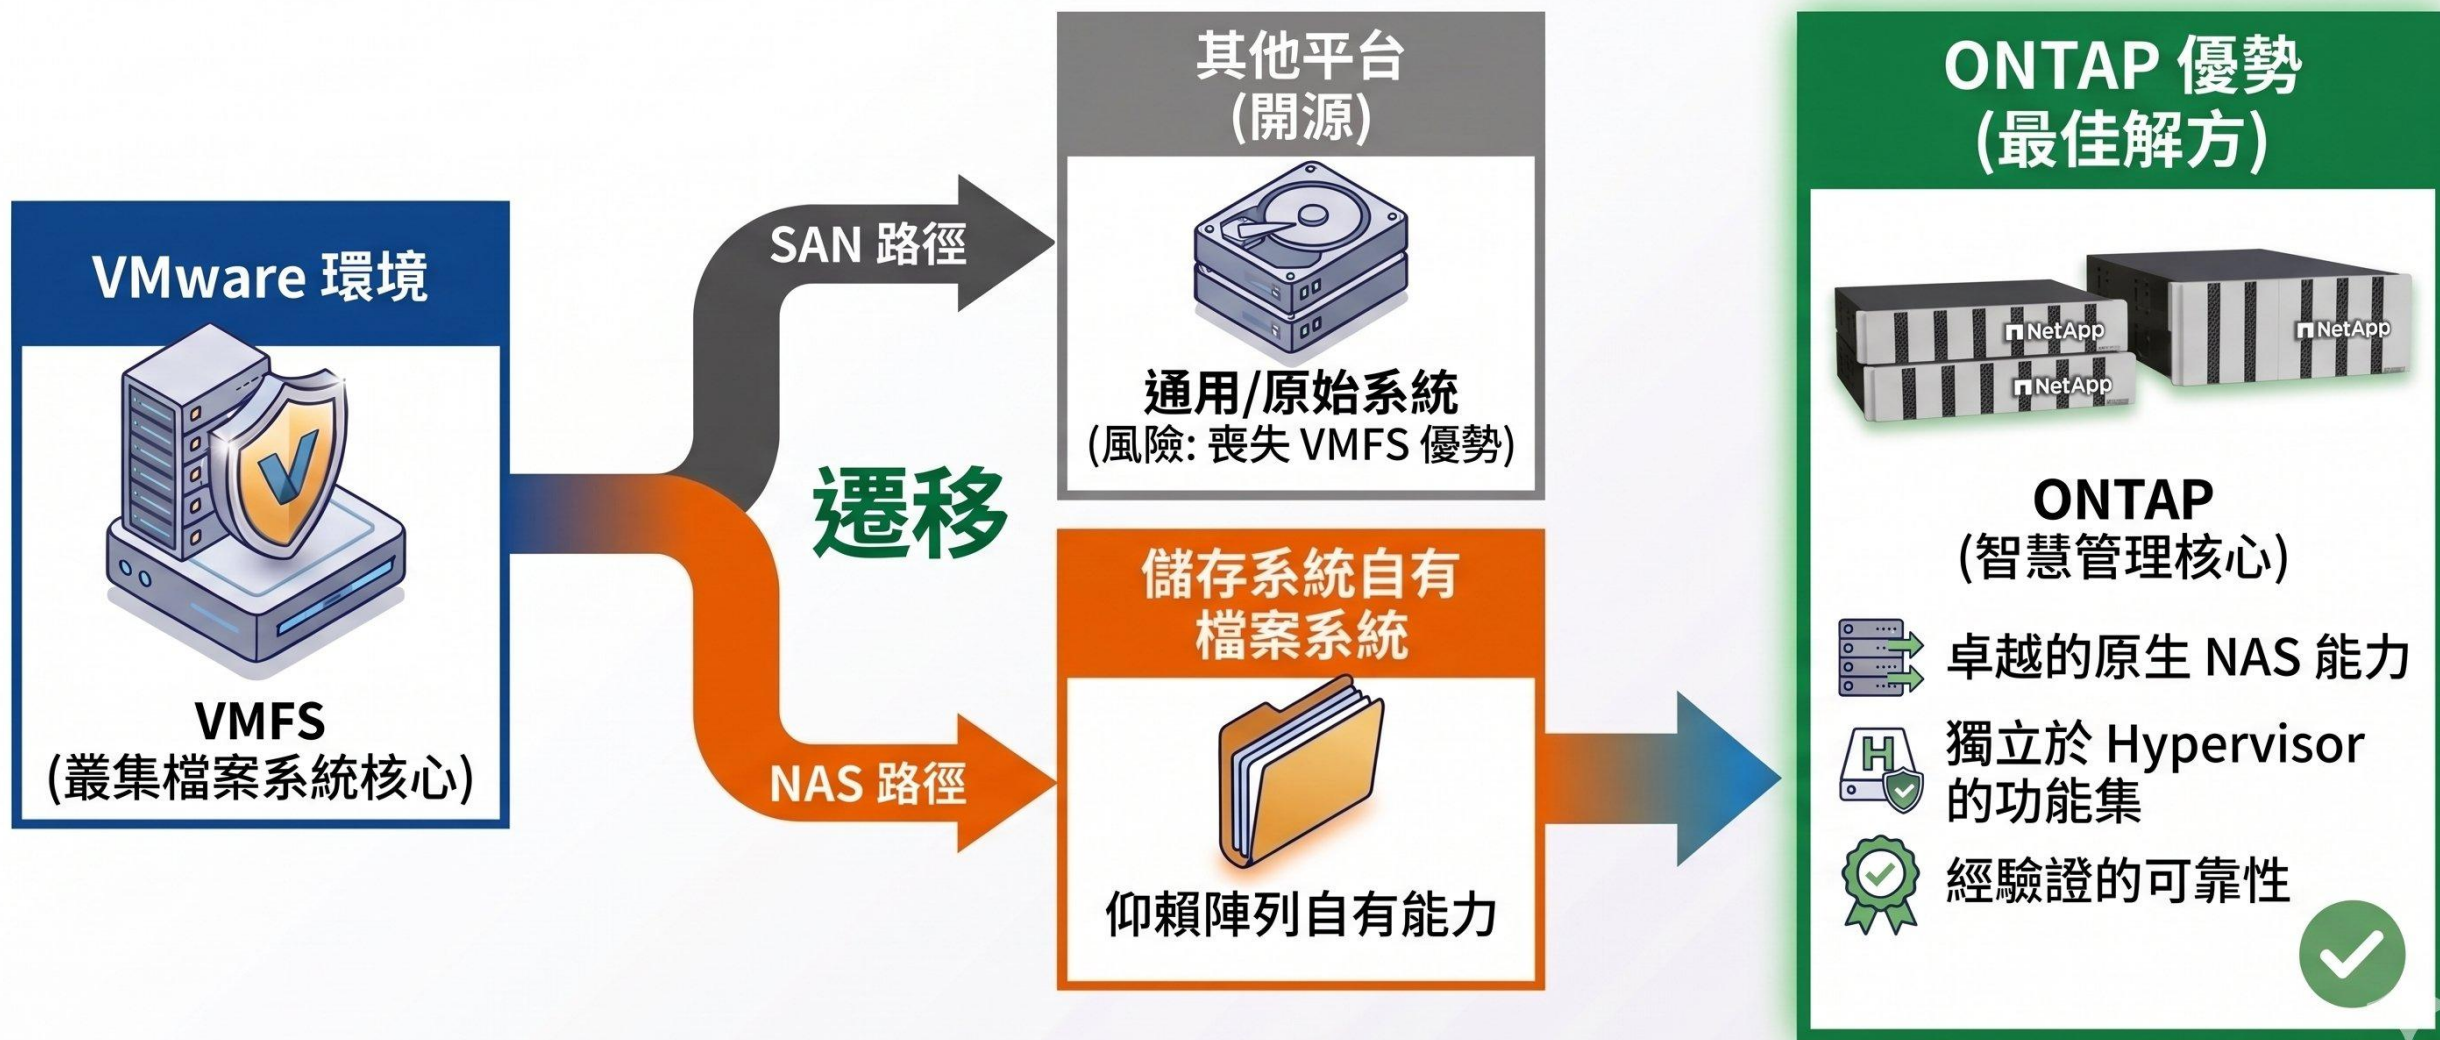 VMware 環境
VMFS
(叢集檔案系統核心)
SAN 路徑
遷移
NAS 路徑
其他平台
(開源)
通用/原始系統
(風險: 喪失 VMFS 優勢)
儲存系統自有
檔案系統
仰賴陣列自有能力
ONTAP 優勢
(最佳解方)
NetApp
NetApp
NetApp
ONTAP
(智慧管理核心)
卓越的原生 NAS 能力
H
獨立於 Hypervisor
的功能集
經驗證的可靠性